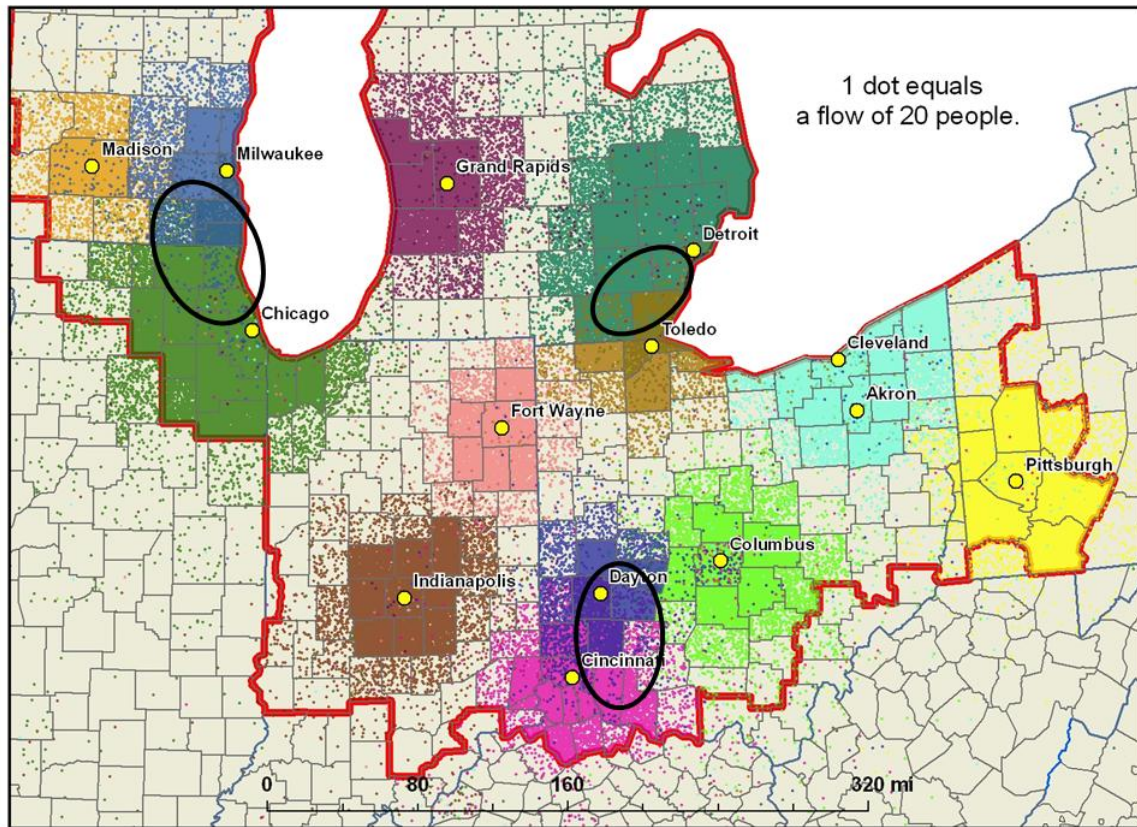 1 dot equals
a flow of 20 people.
Madison
Milwaukee
Grand Rapids
Detroit
Chicago
Toledo
Cleveland
Akron
Fort Wayne
Pittsburgh
Columbus
Indianapolis
Dayton
Cincinnati
0 80 160 320 mi